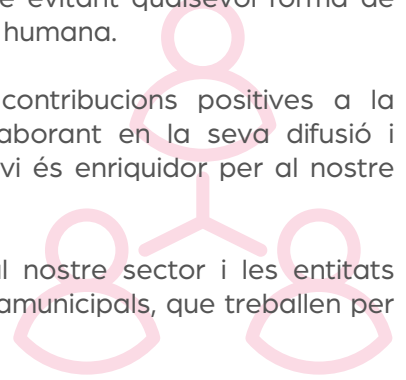 evitant qualsevol forma de
humana.
contribucions positives a la
aborant en la seva difusió i
vi és enriquidor per al nostre
l nostre sector i les entitats
amunicipals, que treballen per